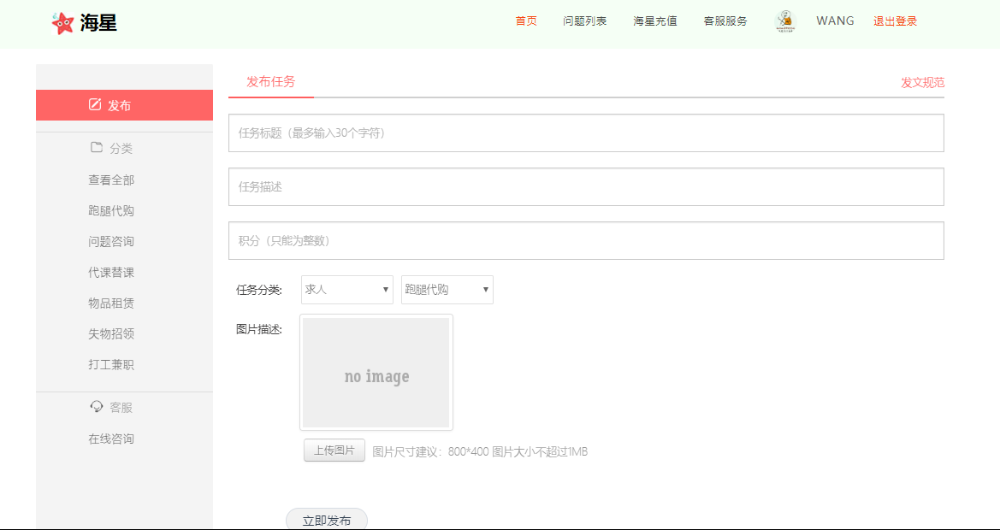 海星
首页 问题列表 海星充值 客服服务 WANG 退出登录
发布
分类
查看全部
跑腿代购
问题咨询
代课替课
物品租赁
失物招领
打工兼职
客服
在线咨询
发布任务 发文规范
任务标题（最多输入30个字符）
任务描述
积分（只能为整数）
任务分类: 求人 跑腿代购
图片描述:
no image
上传图片 图片尺寸建议：800*400 图片大小不超过1MB
立即发布